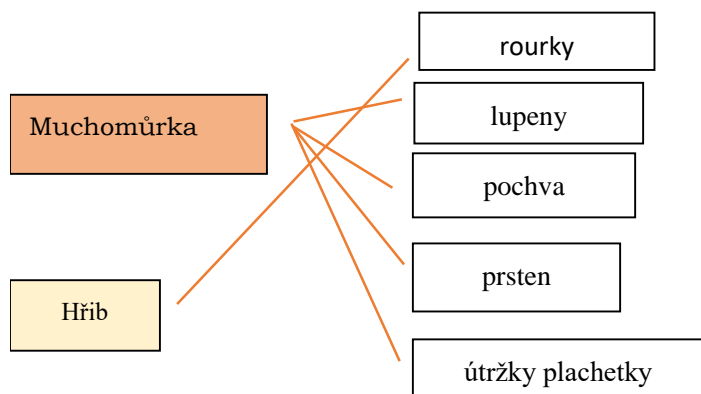 Muchomůrka
Hřib
rourky
lupeny
pochva
prsten
útržky plachetky